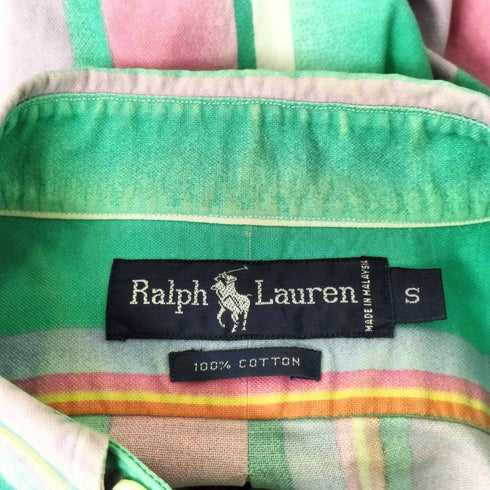 Ralph Lauren
MADE IN MALAYSIA
S
100% COTTON